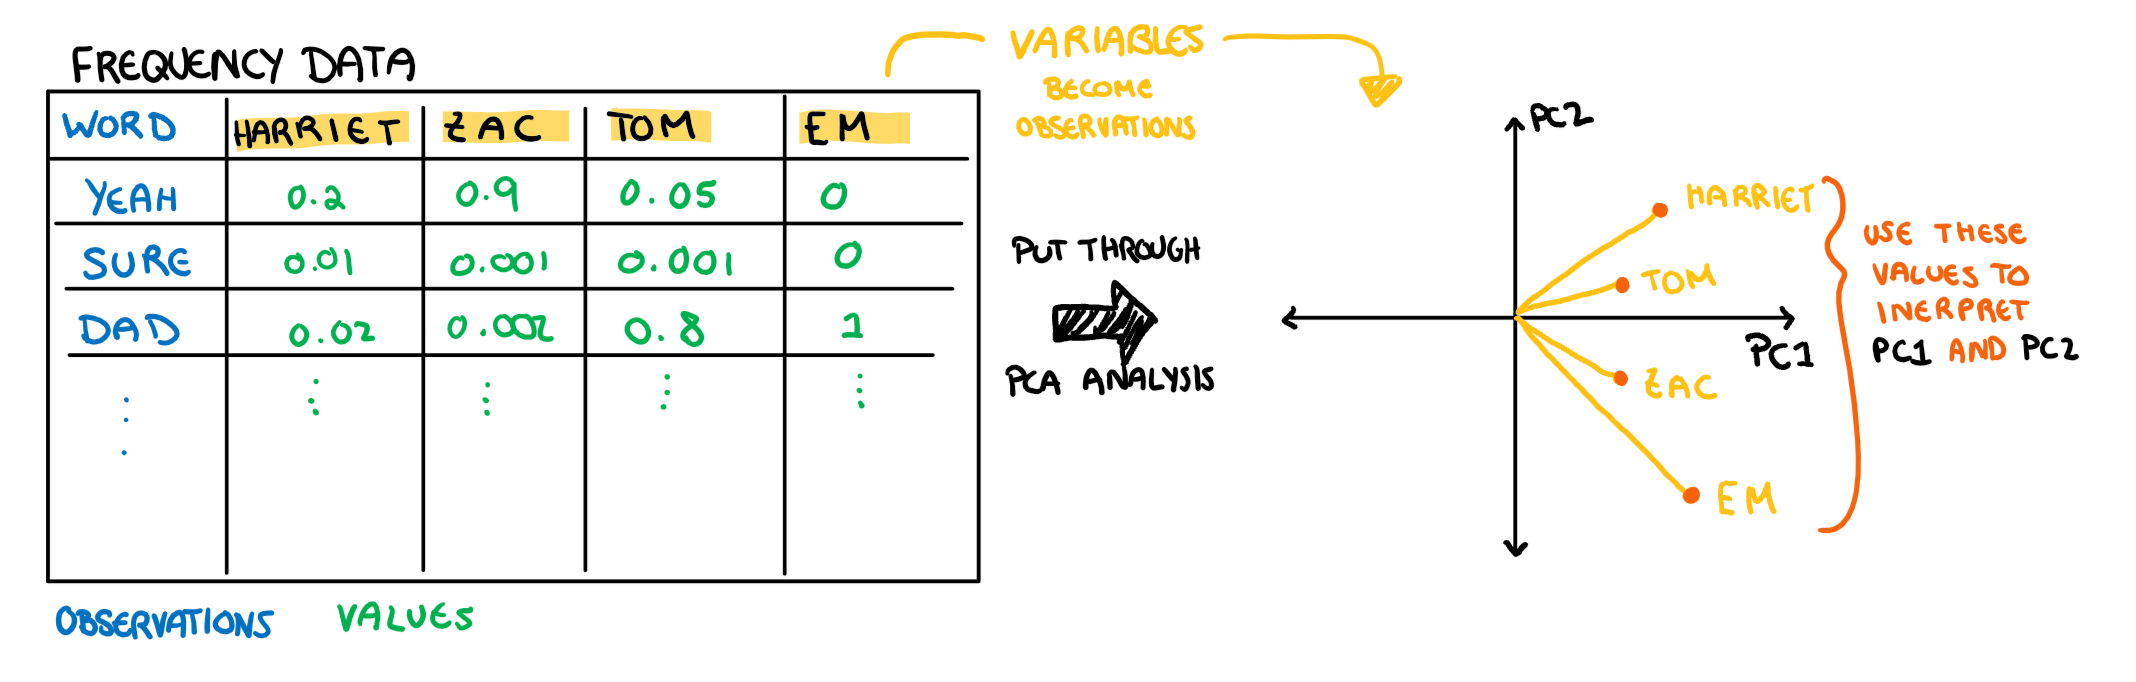 FREQUENCY DATA
WORD HARRIET ZAC TOM EM
YEAH 0.2 0.9 0.05 0
SURE 0.01 0.001 0.001 0
DAD 0.02 0.002 0.8 1
OBSERVATIONS VALUES
VARIABLES
BECOME
OBSERVATIONS
PUT THROUGH
PCA ANALYSIS
PC2
HARRIET
TOM
PC1
ZAC
EM
USE THESE
VALUES TO
INERPRET
PC1 AND PC2